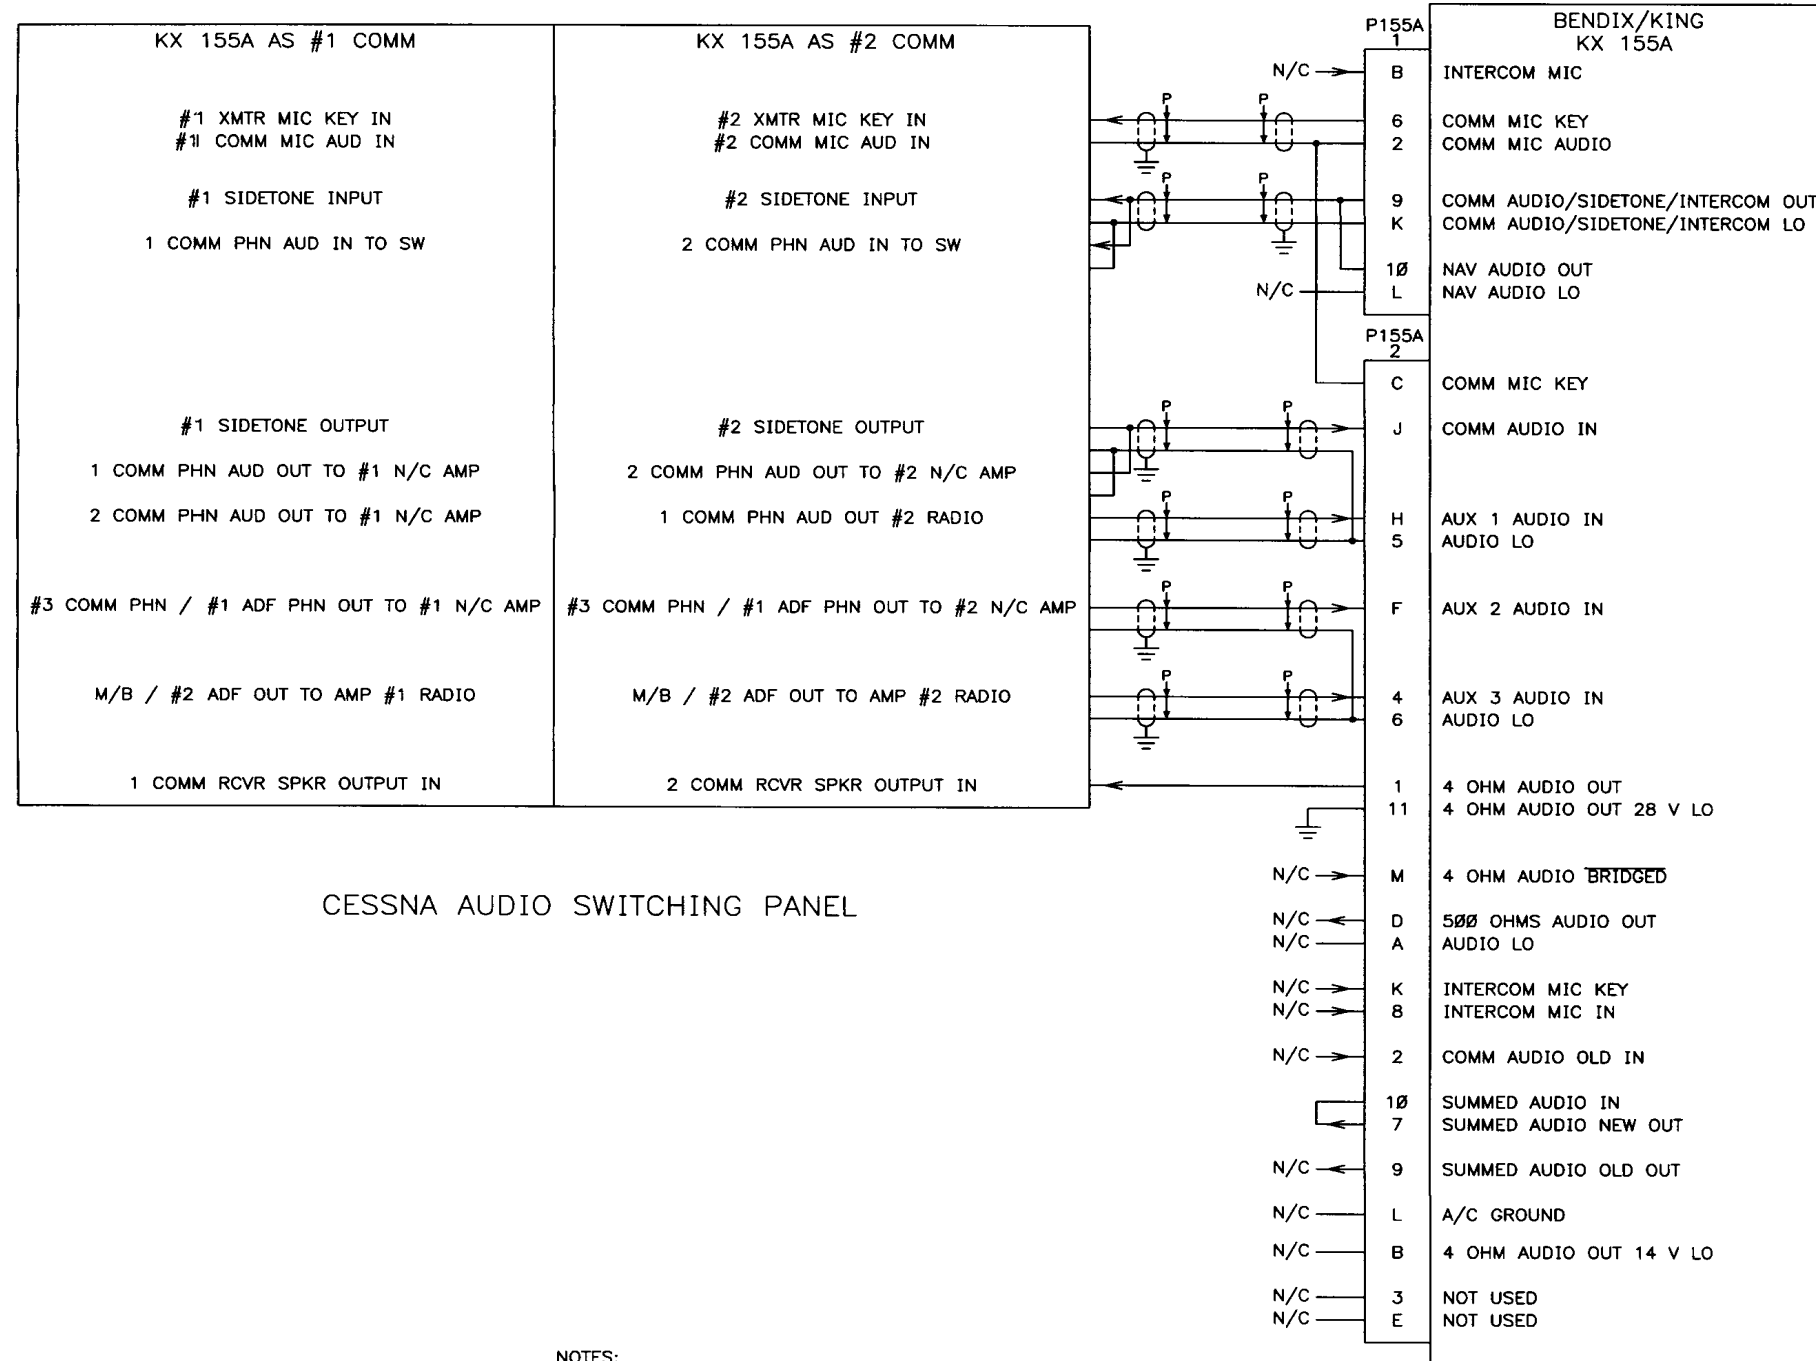 KX 155A AS #1 COMM
#1 XMTR MIC KEY IN
#1 COMM MIC AUD IN
#1 SIDETONE INPUT
1 COMM PHN AUD IN TO SW
#1 SIDETONE OUTPUT
1 COMM PHN AUD OUT TO #1 N/C AMP
2 COMM PHN AUD OUT TO #1 N/C AMP
#3 COMM PHN / #1 ADF PHN OUT TO #1 N/C AMP
M/B / #2 ADF OUT TO AMP #1 RADIO
1 COMM RCVR SPKR OUTPUT IN
KX 155A AS #2 COMM
#2 XMTR MIC KEY IN
#2 COMM MIC AUD IN
#2 SIDETONE INPUT
2 COMM PHN AUD IN TO SW
#2 SIDETONE OUTPUT
2 COMM PHN AUD OUT TO #2 N/C AMP
1 COMM PHN AUD OUT #2 RADIO
#3 COMM PHN / #1 ADF PHN OUT TO #2 N/C AMP
M/B / #2 ADF OUT TO AMP #2 RADIO
2 COMM RCVR SPKR OUTPUT IN
CESSNA AUDIO SWITCHING PANEL
P155A
1
BENDIX/KING
KX 155A
N/C B INTERCOM MIC
P P
6 COMM MIC KEY
2 COMM MIC AUDIO
P P
9 COMM AUDIO/SIDETONE/INTERCOM OUT
K COMM AUDIO/SIDETONE/INTERCOM LO
10 NAV AUDIO OUT
N/C L NAV AUDIO LO
P155A
2
C COMM MIC KEY
P P
J COMM AUDIO IN
P P
H AUX 1 AUDIO IN
5 AUDIO LO
P P
F AUX 2 AUDIO IN
P P
4 AUX 3 AUDIO IN
6 AUDIO LO
1 4 OHM AUDIO OUT
11 4 OHM AUDIO OUT 28 V LO
N/C M 4 OHM AUDIO BRIDGED
N/C D 500 OHMS AUDIO OUT
N/C A AUDIO LO
N/C K INTERCOM MIC KEY
N/C 8 INTERCOM MIC IN
N/C 2 COMM AUDIO OLD IN
10 SUMMED AUDIO IN
7 SUMMED AUDIO NEW OUT
N/C 9 SUMMED AUDIO OLD OUT
N/C L A/C GROUND
N/C B 4 OHM AUDIO OUT 14 V LO
N/C 3 NOT USED
N/C E NOT USED
NOTES: